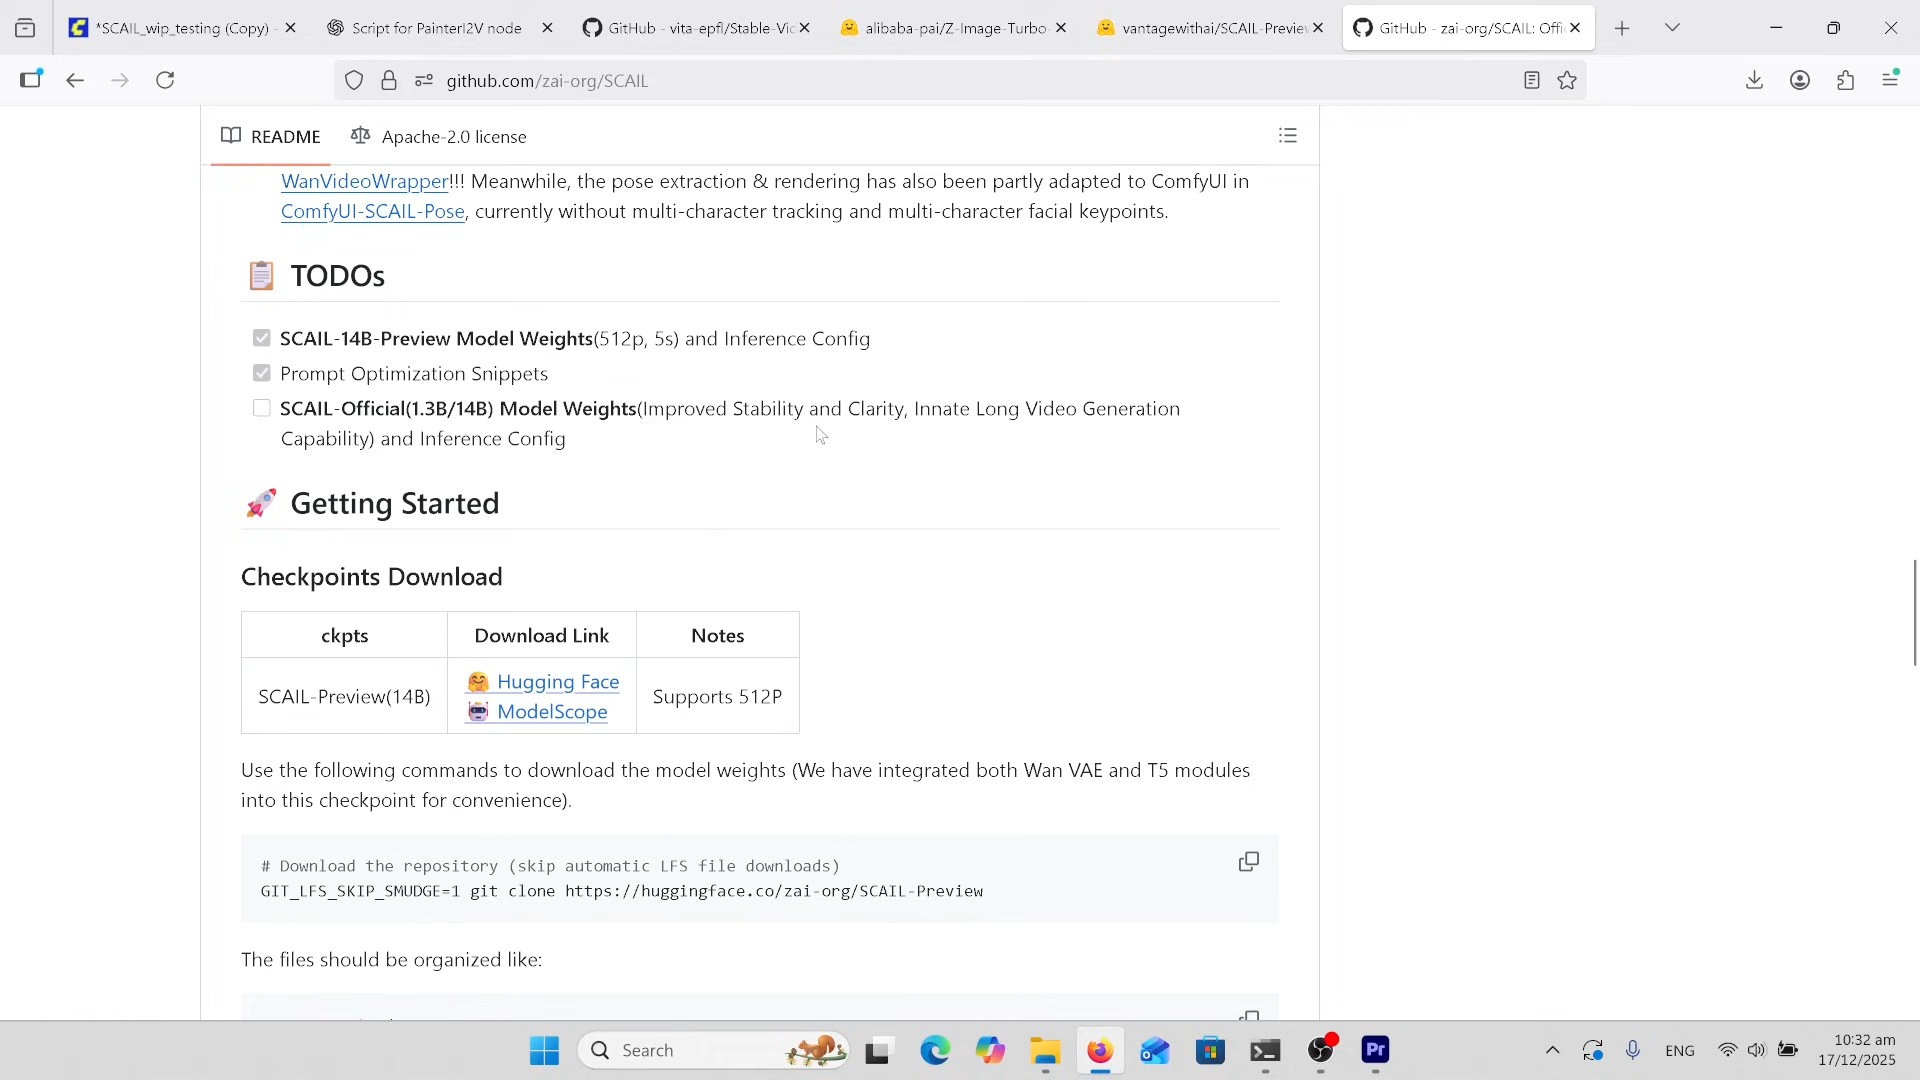 *SCAIL_wip_testing (Copy) -
Script for PainterI2V node
GitHub - vita-epfl/Stable-Vic
alibaba-pai/Z-Image-Turbo-
vantagewithai/SCAIL-Preview
GitHub - zai-org/SCAIL: Offi
github.com/zai-org/SCAIL
README
Apache-2.0 license
WanVideoWrapper!!! Meanwhile, the pose extraction & rendering has also been partly adapted to ComfyUI in
ComfyUI-SCAIL-Pose, currently without multi-character tracking and multi-character facial keypoints.
📋 TODOs
SCAIL-14B-Preview Model Weights(512p, 5s) and Inference Config
Prompt Optimization Snippets
SCAIL-Official(1.3B/14B) Model Weights(Improved Stability and Clarity, Innate Long Video Generation
Capability) and Inference Config
🚀 Getting Started
Checkpoints Download
ckpts Download Link Notes
SCAIL-Preview(14B) 🤗 Hugging Face Supports 512P
🤖 ModelScope
Use the following commands to download the model weights (We have integrated both Wan VAE and T5 modules
into this checkpoint for convenience).
# Download the repository (skip automatic LFS file downloads)
GIT_LFS_SKIP_SMUDGE=1 git clone https://huggingface.co/zai-org/SCAIL-Preview
The files should be organized like:
Search
Pr
ENG
10:32 am
17/12/2025